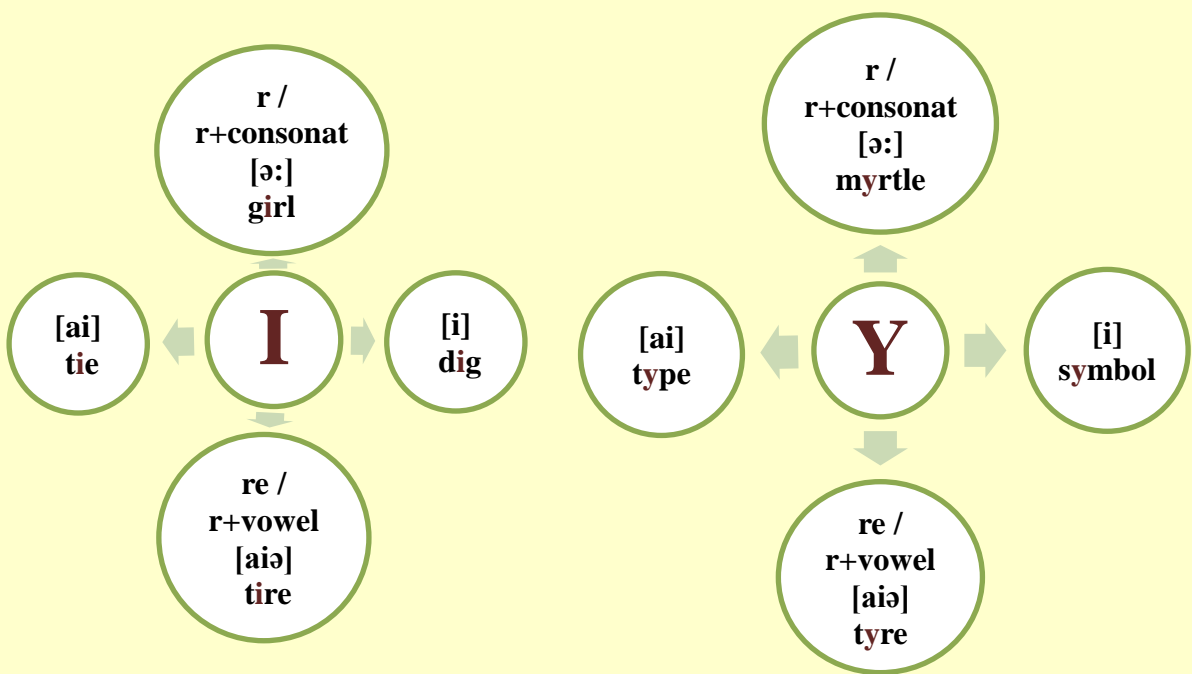 r /
r+consonat
[ə:]
girl
[ai]
tie
I
[i]
dig
re /
r+vowel
[aiə]
tire
r /
r+consonat
[ə:]
myrtle
[ai]
type
Y
[i]
symbol
re /
r+vowel
[aiə]
tyre